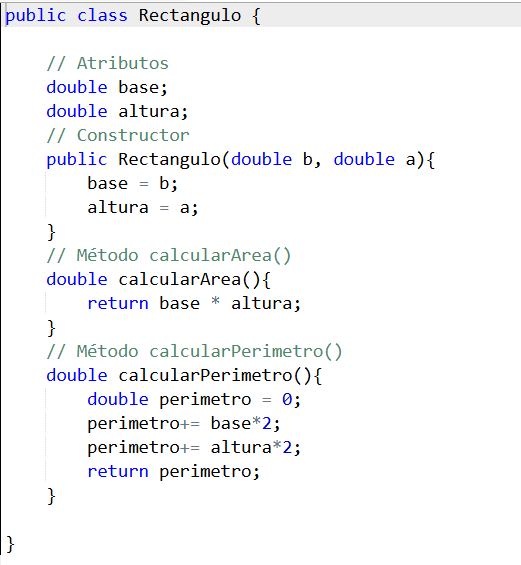 public class Rectangulo {
// Atributos
double base;
double altura;
// Constructor
public Rectangulo(double b, double a){
base = b;
altura = a;
}
// Método calcularArea()
double calcularArea(){
return base * altura;
}
// Método calcularPerimetro()
double calcularPerimetro(){
double perimetro = 0;
perimetro+= base*2;
perimetro+= altura*2;
return perimetro;
}
}